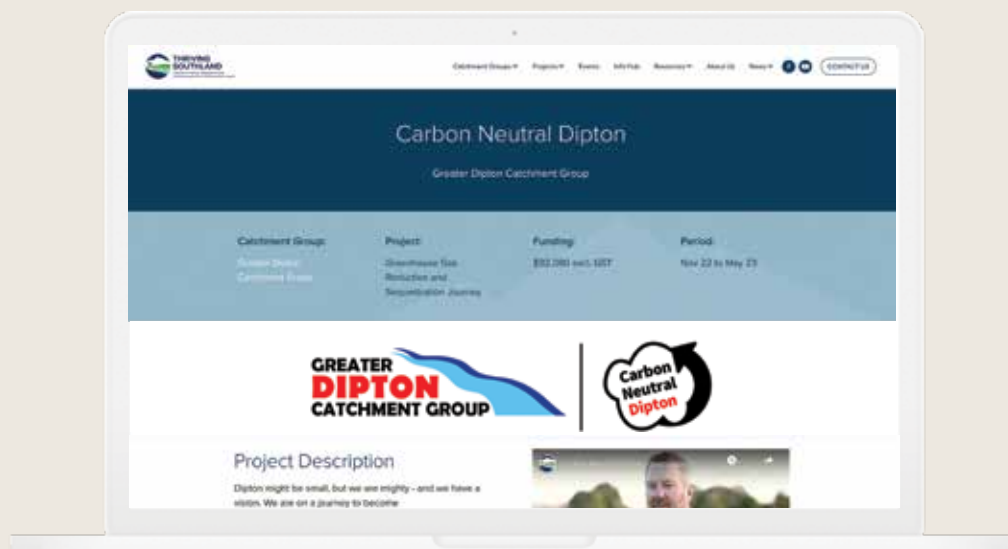 THRIVING
SOUTHLAND
Catchment Groups Projects Events Info Hub Resources About Us News CONTACT US
Carbon Neutral Dipton
Greater Dipton Catchment Group
Catchment Group: Project: Funding: Period:
Greater Dipton Greenhouse Gas excl. GST Nov 22 to May 23
Catchment Group Reduction and
Sequestration Journey
GREATER
DIPTON
CATCHMENT GROUP
Carbon
Neutral
Dipton
Project Description
Dipton might be small, but we are mighty - and we have a
vision. We are on a journey to become